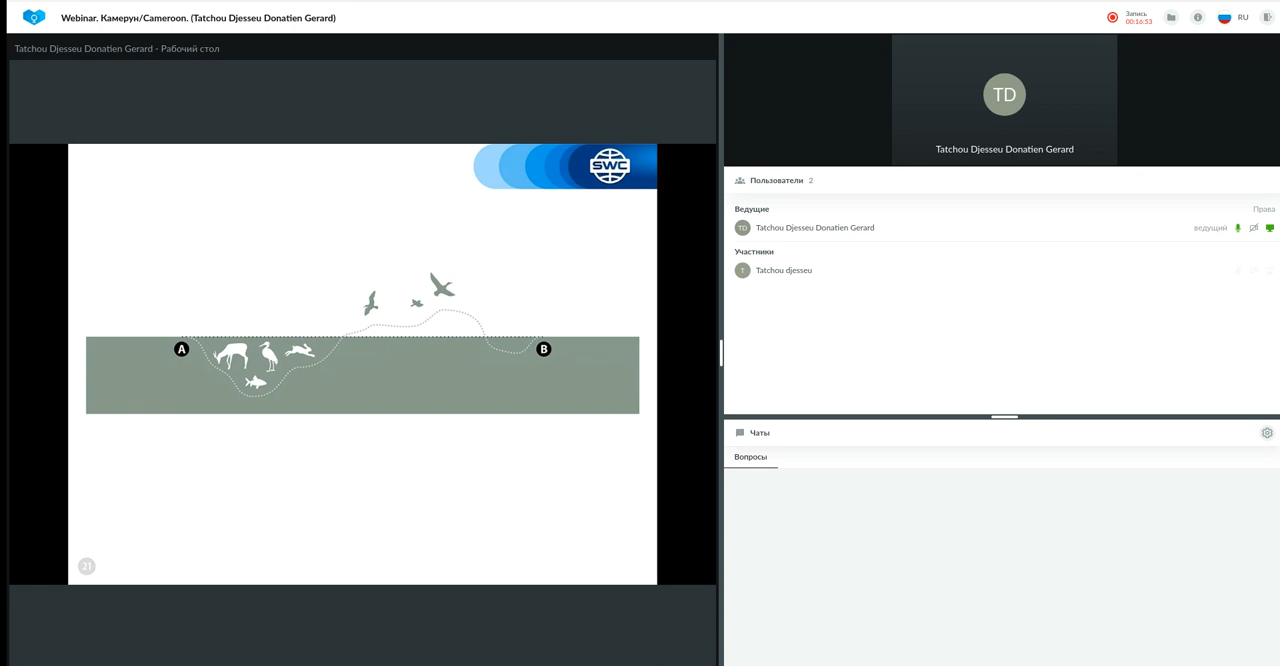 Webinar. Камерун/Cameroon. (Tatchou Djesseu Donatien Gerard)
Запись
00:16:53
RU
Tatchou Djesseu Donatien Gerard - Рабочий стол
SWC
A
B
21
TD
Tatchou Djesseu Donatien Gerard
Пользователи 2
Ведущие Права
TD Tatchou Djesseu Donatien Gerard ведущий
Участники
T Tatchou djesseu
Чаты
Вопросы